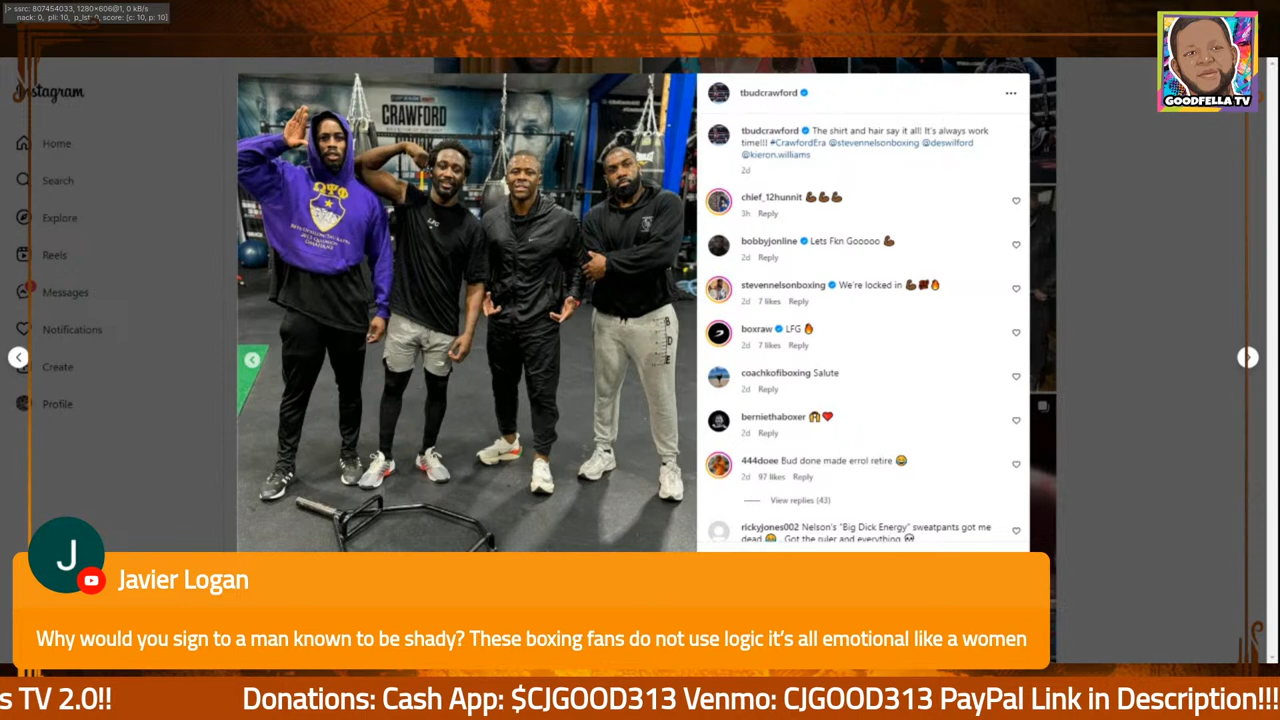 |> ssrc: 807454033, 1280×606@1, 0 kB/s
nack: 0, pli: 10, p_lst: 0, score: [c: 10, p: 10]
GOODFELLA TV
Instagram
Home
Search
Explore
Reels
Messages
Notifications
Create
Profile
CRAWFORD
ΩΨΦ
LFG
B
D
E
tbudcrawford
tbudcrawford The shirt and hair say it all! It's always work
time!!! #CrawfordEra @stevennelsonboxing @deswilford
@kieron.williams
2d
chief_12hunnit 💪🏿💪🏿💪🏿
3h Reply
bobbyjonline Lets Fkn Gooooo 💪🏿
2d Reply
stevennelsonboxing We're locked in
2d 7 likes Reply
boxraw LFG 🔥
2d 7 likes Reply
coachkofiboxing Salute
2d Reply
berniethaboxer
2d Reply
444doee Bud done made errol retire 😂
2d 97 likes Reply
View replies (43)
rickyjones002 Nelson's "Big Dick Energy" sweatpants got me
dead 🤣. Got the ruler and everything 💀
J
Javier Logan
Why would you sign to a man known to be shady? These boxing fans do not use logic it's all emotional like a women
s TV 2.0!! Donations: Cash App: $CJGOOD313 Venmo: CJGOOD313 PayPal Link in Description!!!